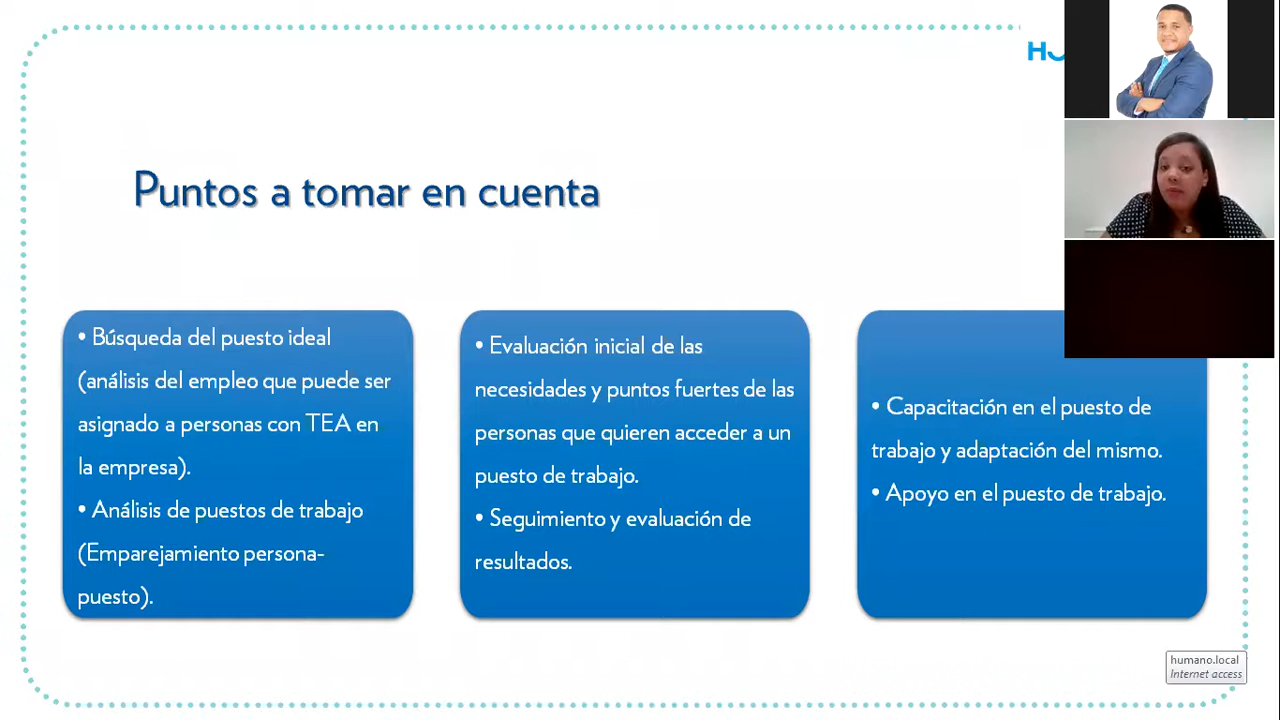 Puntos a tomar en cuenta
• Búsqueda del puesto ideal
(análisis del empleo que puede ser
asignado a personas con TEA en
la empresa).
• Análisis de puestos de trabajo
(Emparejamiento persona-
puesto).
• Evaluación inicial de las
necesidades y puntos fuertes de las
personas que quieren acceder a un
puesto de trabajo.
• Seguimiento y evaluación de
resultados.
• Capacitación en el puesto de
trabajo y adaptación del mismo.
• Apoyo en el puesto de trabajo.
humano.local
Internet access